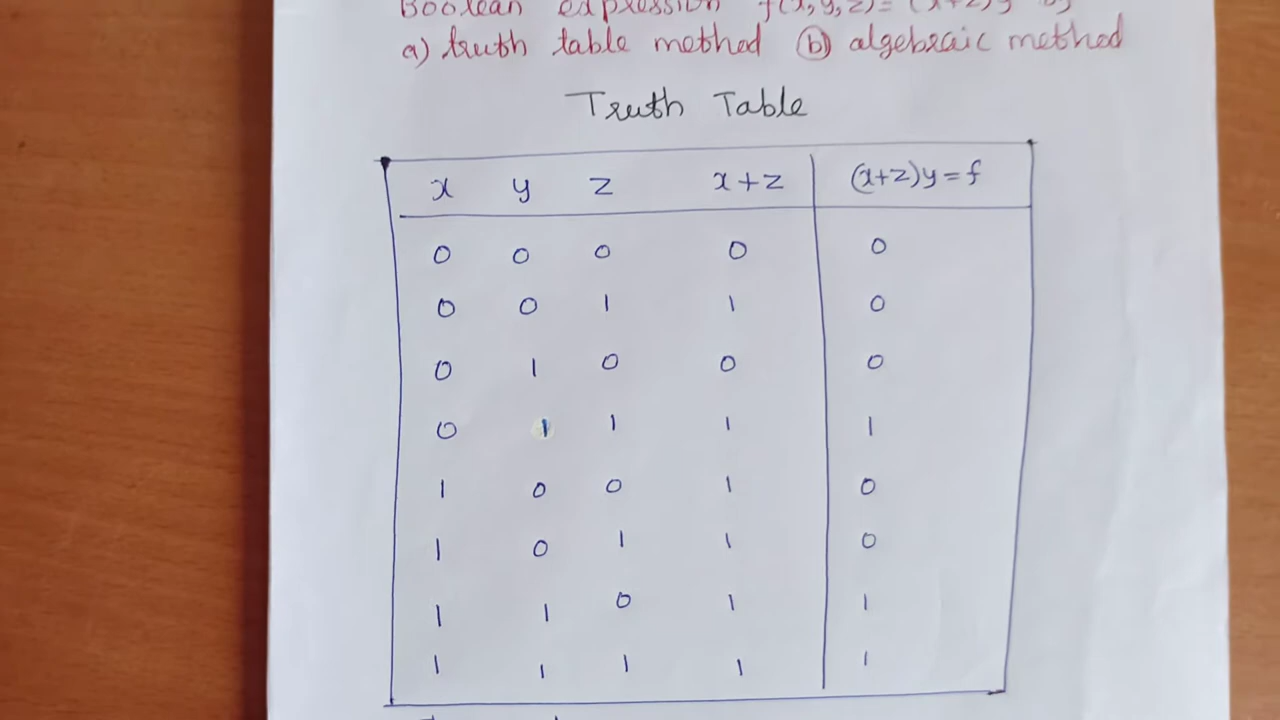 Boolean expression f(x,y,z)= (x+z)y by
a) truth table method (b) algebraic method
Truth Table
x y z x+z (x+z)y=f
0 0 0 0 0
0 0 1 1 0
0 1 0 0 0
0 1 1 1 1
1 0 0 1 0
1 0 1 1 0
1 1 0 1 1
1 1 1 1 1